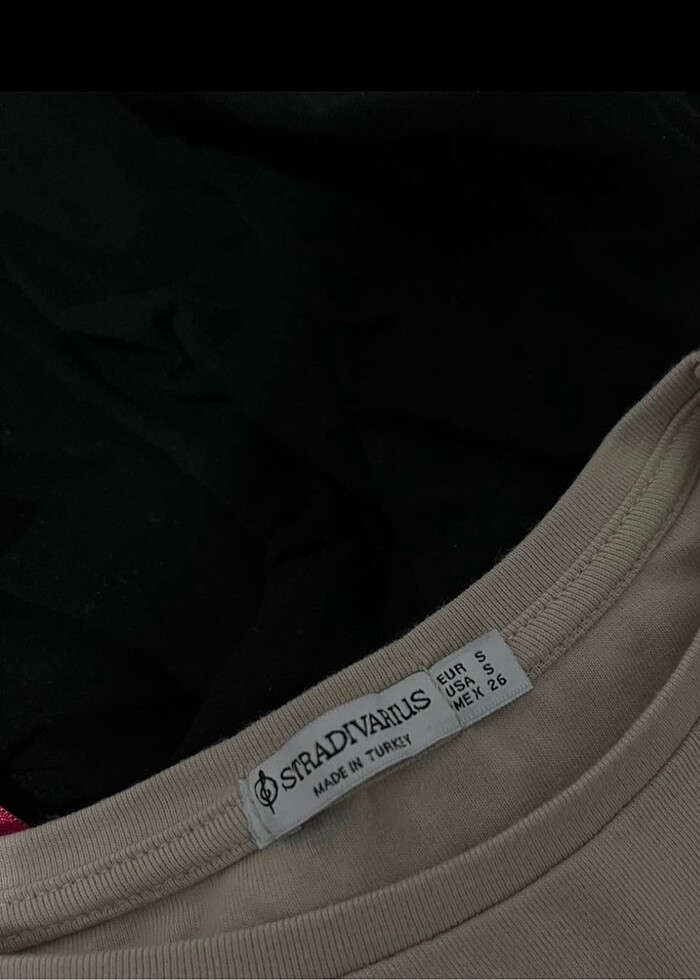 STRADIVARIUS
MADE IN TURKEY
EUR S
USA S
MEX 26